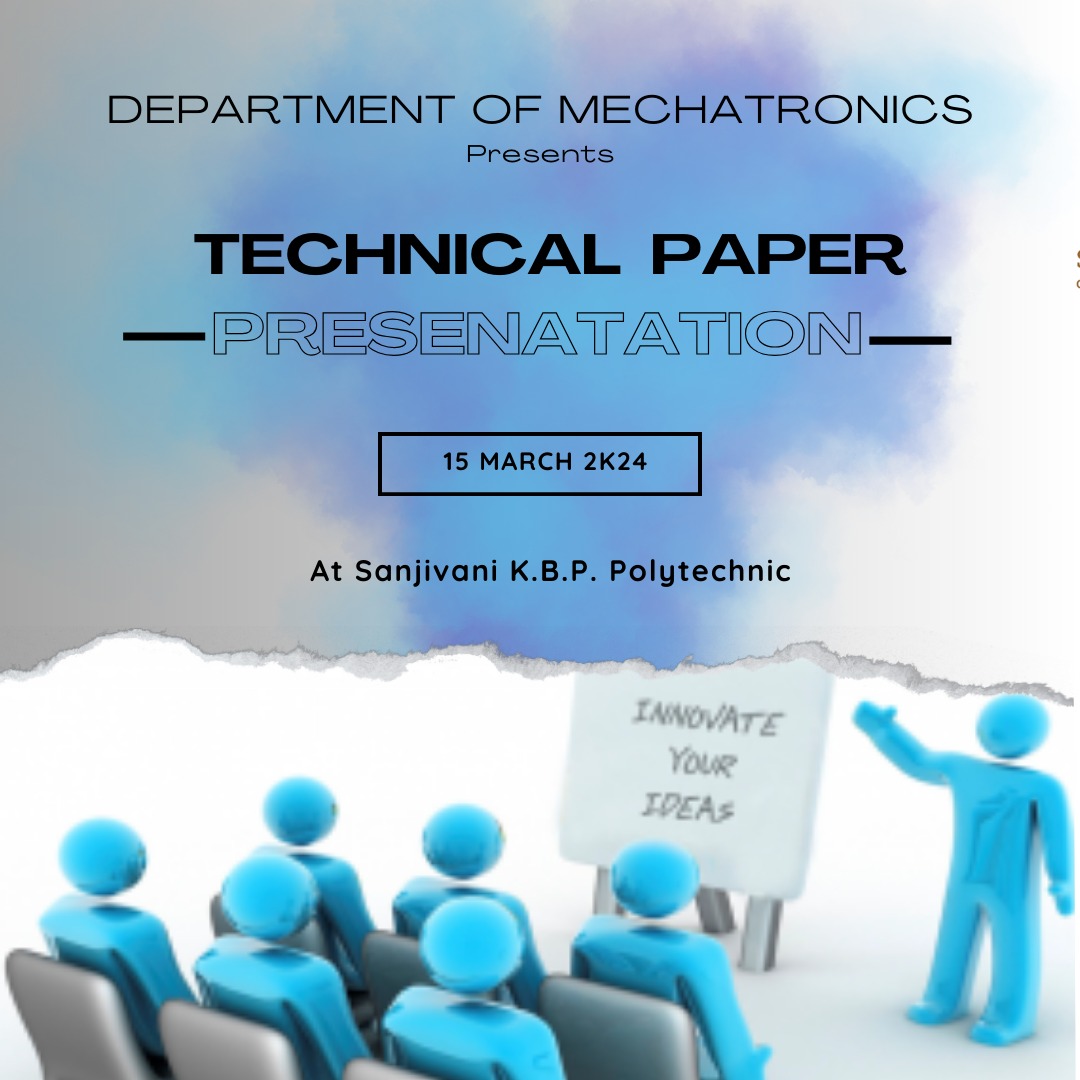 DEPARTMENT OF MECHATRONICS
Presents
TECHNICAL PAPER
PRESENATATION
15 MARCH 2K24
At Sanjivani K.B.P. Polytechnic
INNOVATE
YOUR
IDEAS